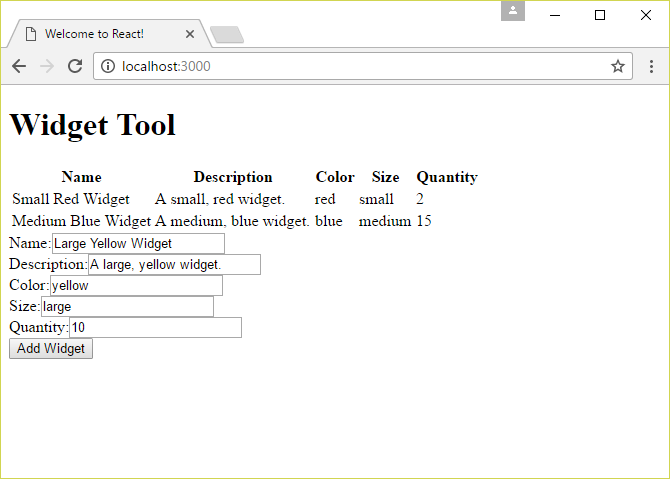 Welcome to React!
localhost:3000
Widget Tool
Name Description Color Size Quantity
Small Red Widget A small, red widget. red small 2
Medium Blue Widget A medium, blue widget. blue medium 15
Name: Large Yellow Widget
Description: A large, yellow widget.
Color: yellow
Size: large
Quantity: 10
Add Widget